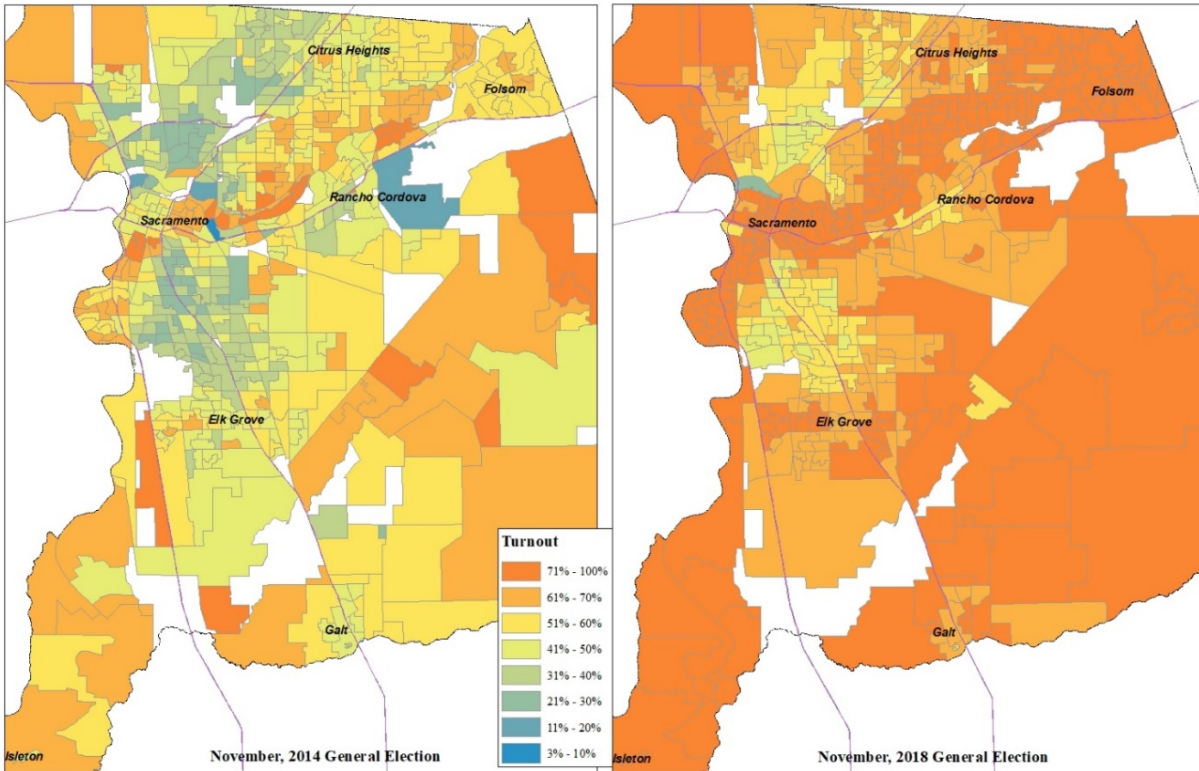 Citrus Heights
Folsom
Rancho Cordova
Sacramento
Elk Grove
Galt
Isleton
November, 2014 General Election
Turnout
71% - 100%
61% - 70%
51% - 60%
41% - 50%
31% - 40%
21% - 30%
11% - 20%
3% - 10%
Citrus Heights
Folsom
Rancho Cordova
Sacramento
Elk Grove
Galt
Isleton
November, 2018 General Election